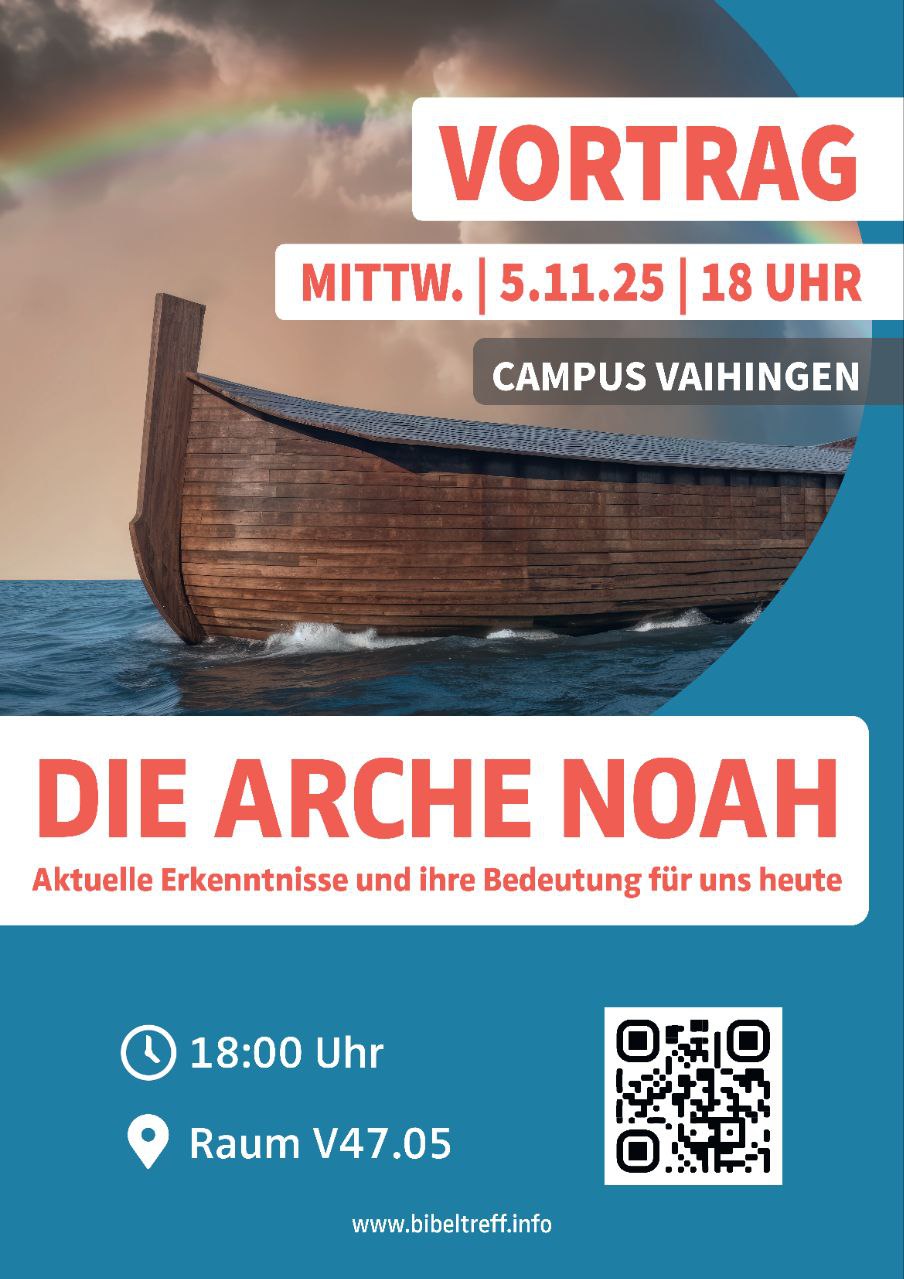 VORTRAG
MITTW. | 5.11.25 | 18 UHR
CAMPUS VAIHINGEN
DIE ARCHE NOAH
Aktuelle Erkenntnisse und ihre Bedeutung für uns heute
18:00 Uhr
Raum V47.05
www.bibeltreff.info